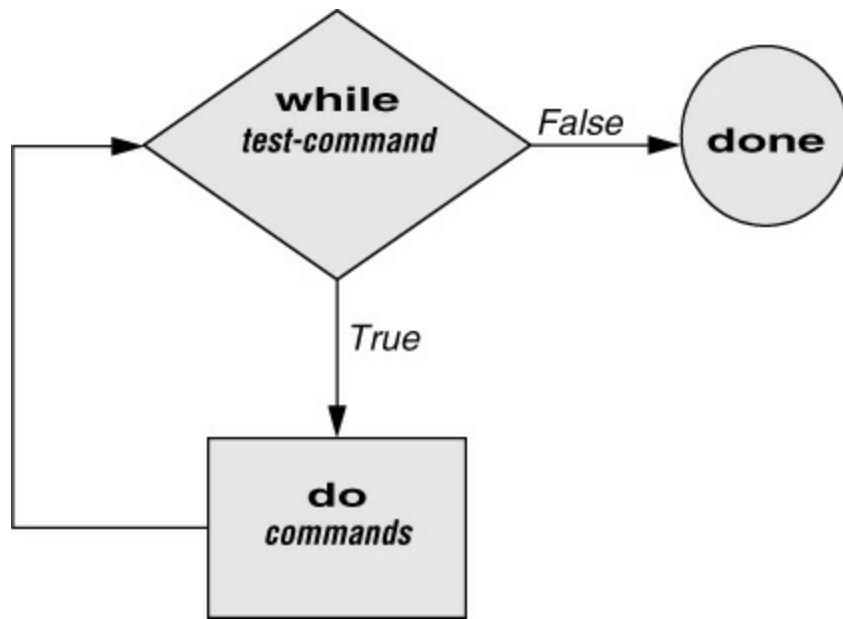 while
test-command
False
done
True
do
commands